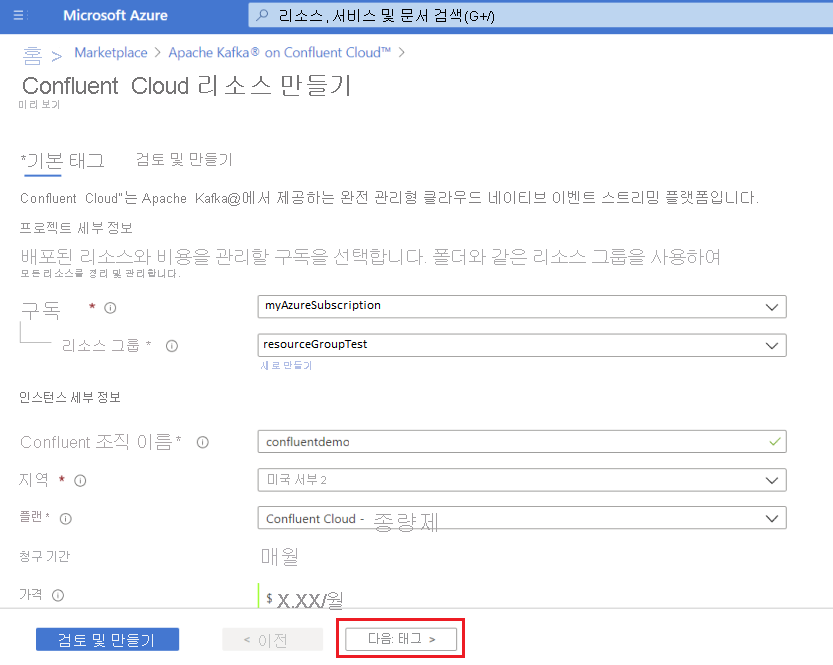 Microsoft Azure
리소스, 서비스 및 문서 검색(G+/)
홈 > Marketplace > Apache Kafka® on Confluent Cloud™ >
Confluent Cloud 리소스 만들기
미리 보기
*기본 태그 검토 및 만들기
Confluent Cloud"는 Apache Kafka@에서 제공하는 완전 관리형 클라우드 네이티브 이벤트 스트리밍 플랫폼입니다.
프로젝트 세부 정보
배포된 리소스와 비용을 관리할 구독을 선택합니다. 폴더와 같은 리소스 그룹을 사용하여
모든 리소스를 정리 및 관리합니다.
구독 * myAzureSubscription
리소스 그룹 * resourceGroupTest
새로 만들기
인스턴스 세부 정보
Confluent 조직 이름 * confluentdemo
지역 * 미국 서부 2
플랜 * Confluent Cloud - 종량제
청구 기간 매월
가격 $ X.XX/월
검토 및 만들기 < 이전 다음: 태그 >